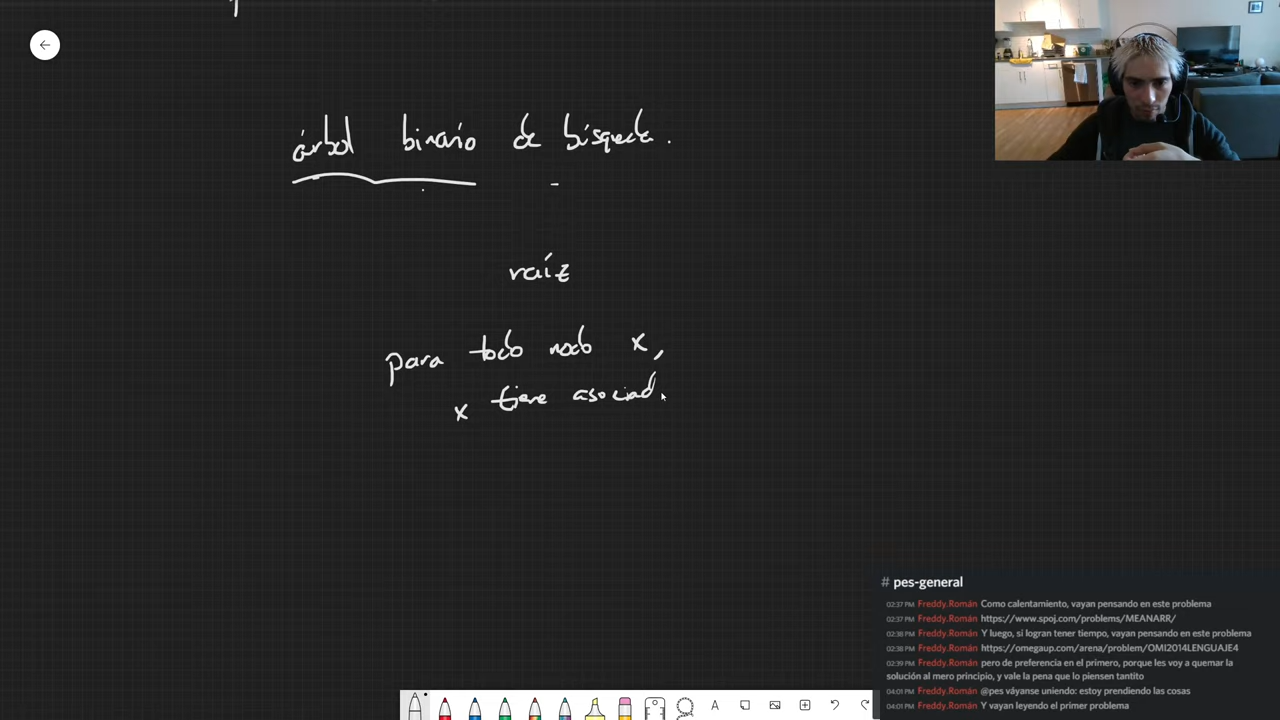 árbol binario de búsqueda.
raíz
para todo nodo x,
x tiene asociad
# pes-general
02:37 PM Freddy.Román Como calentamiento, vayan pensando en este problema
02:37 PM Freddy.Román https://www.spoj.com/problems/MEANARR/
02:38 PM Freddy.Román Y luego, si logran tener tiempo, vayan pensando en este problema
02:38 PM Freddy.Román https://omegaup.com/arena/problem/OMI2014LENGUAJE4
02:39 PM Freddy.Román pero de preferencia en el primero, porque les voy a quemar la
solución al mero principio, y vale la pena que lo piensen tantito
04:01 PM Freddy.Román @pes váyanse uniendo: estoy prendiendo las cosas
04:01 PM Freddy.Román Y vayan leyendo el primer problema
A